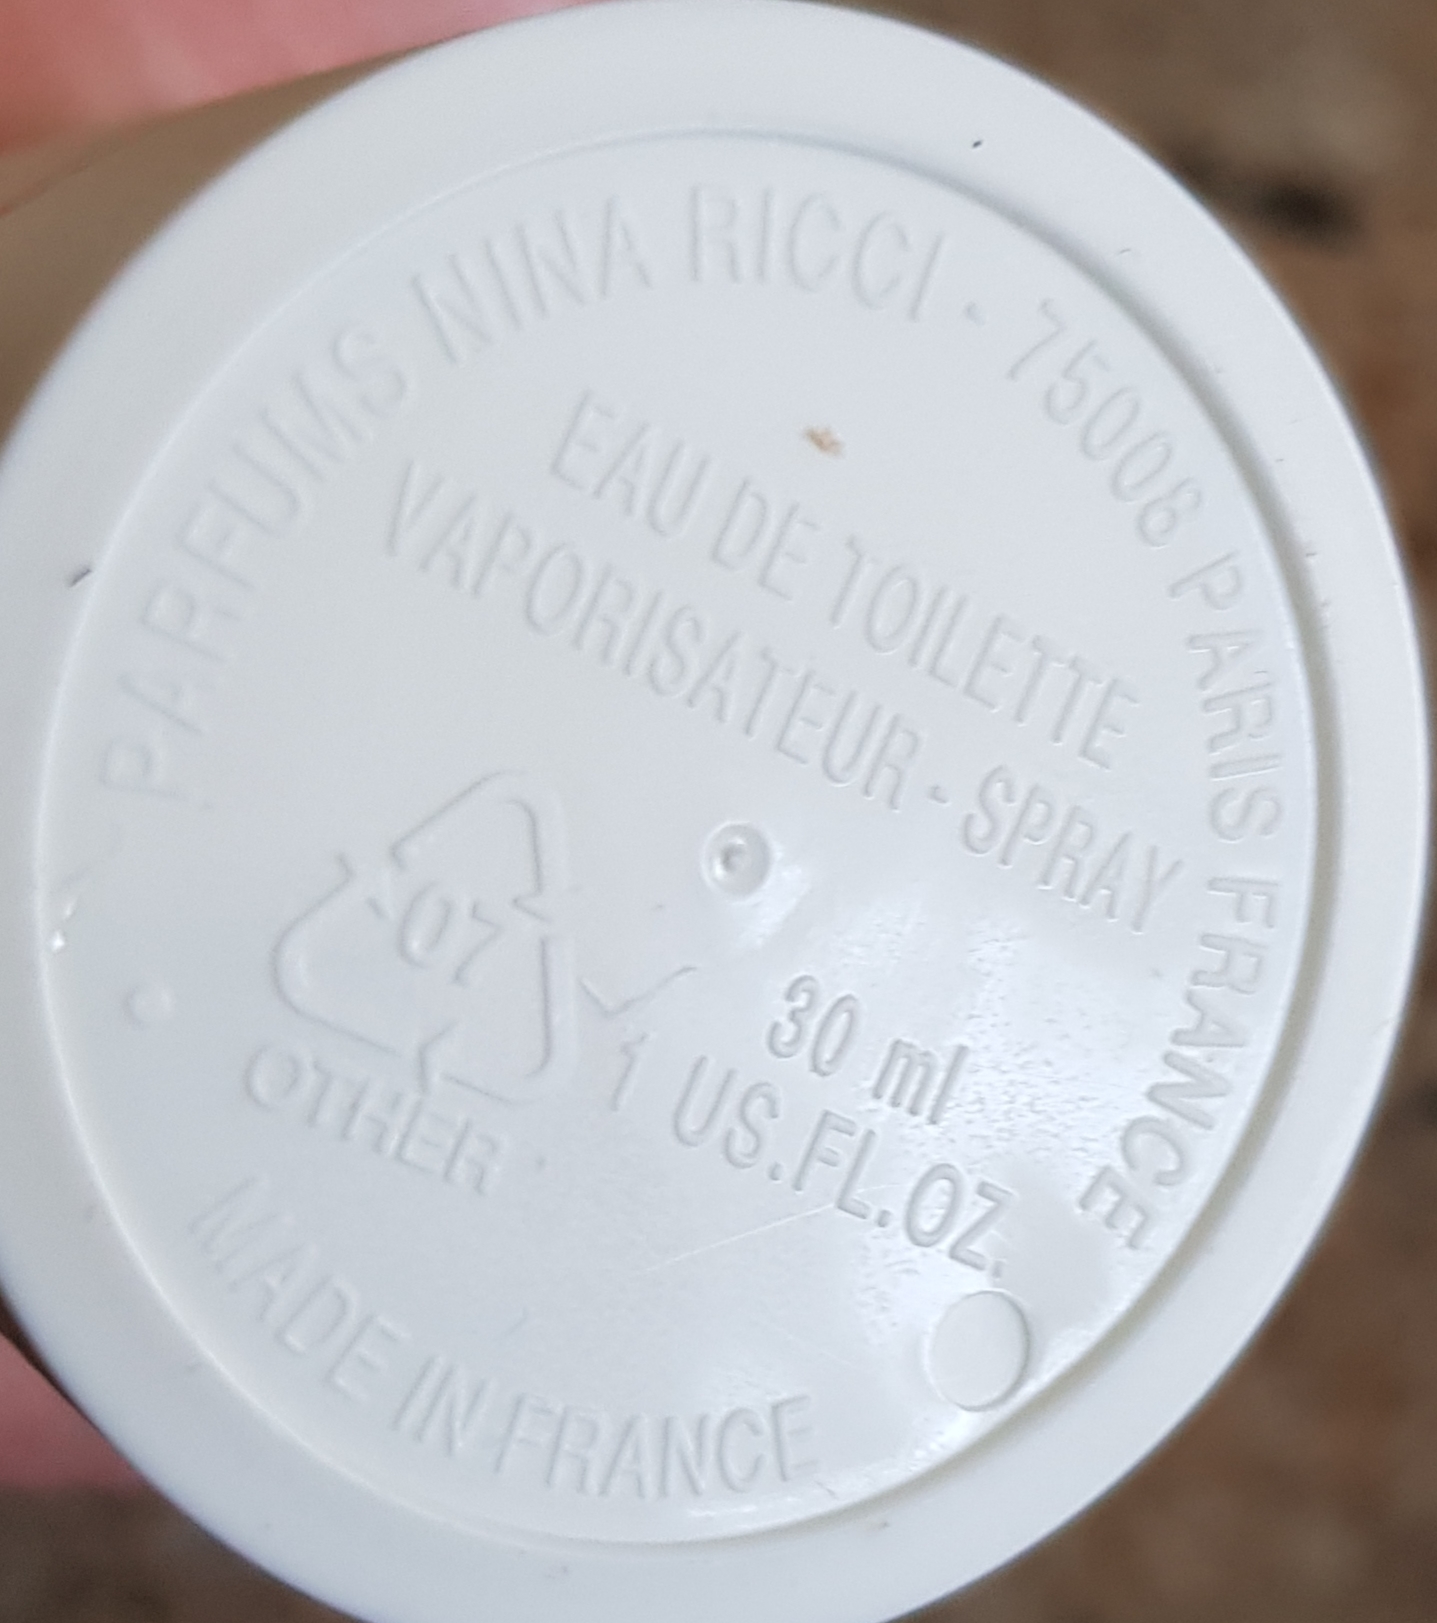 PARFUMS NINA RICCI - 75008 PARIS FRANCE
EAU DE TOILETTE
VAPORISATEUR - SPRAY
07
OTHER
30 ml
1 US.FL.OZ.
MADE IN FRANCE